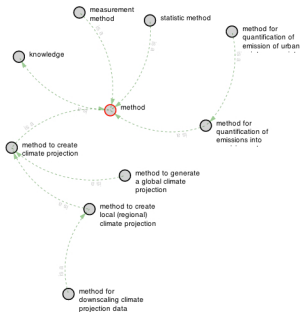 measurement
method
statistic method
method for
quantification of
emission of urban
knowledge
method
method for
quantification of
emissions into
method to create
climate projection
method to generate
a global climate
projection
method to create
local (regional)
climate projection
method for
downscaling climate
projection data